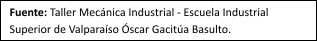 Fuente: Taller Mecánica Industrial - Escuela Industrial
Superior de Valparaíso Óscar Gacitúa Basulto.